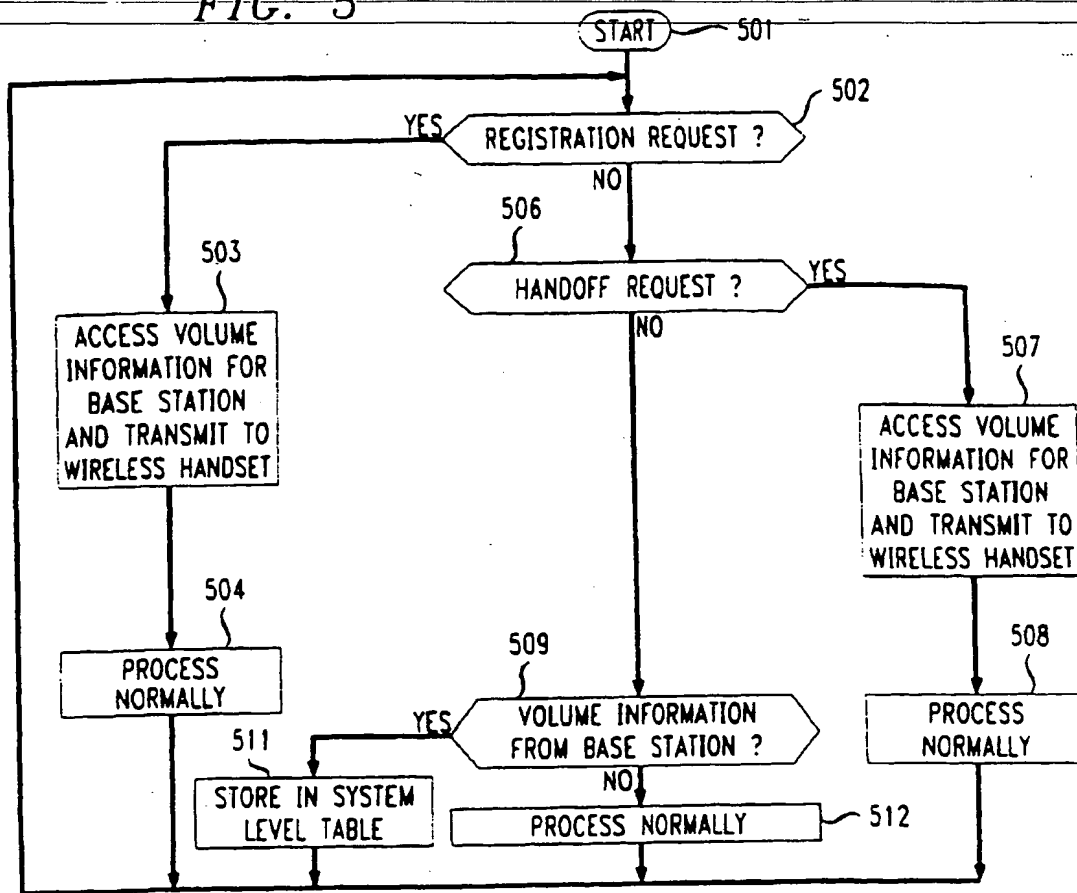 FIG. 5
START
501
502
YES
REGISTRATION REQUEST ?
NO
506
503
HANDOFF REQUEST ?
YES
NO
ACCESS VOLUME
INFORMATION FOR
BASE STATION
AND TRANSMIT TO
WIRELESS HANDSET
507
ACCESS VOLUME
INFORMATION FOR
BASE STATION
AND TRANSMIT TO
WIRELESS HANDSET
504
PROCESS
NORMALLY
509
508
YES
VOLUME INFORMATION
FROM BASE STATION ?
PROCESS
NORMALLY
511
NO
STORE IN SYSTEM
LEVEL TABLE
PROCESS NORMALLY
512